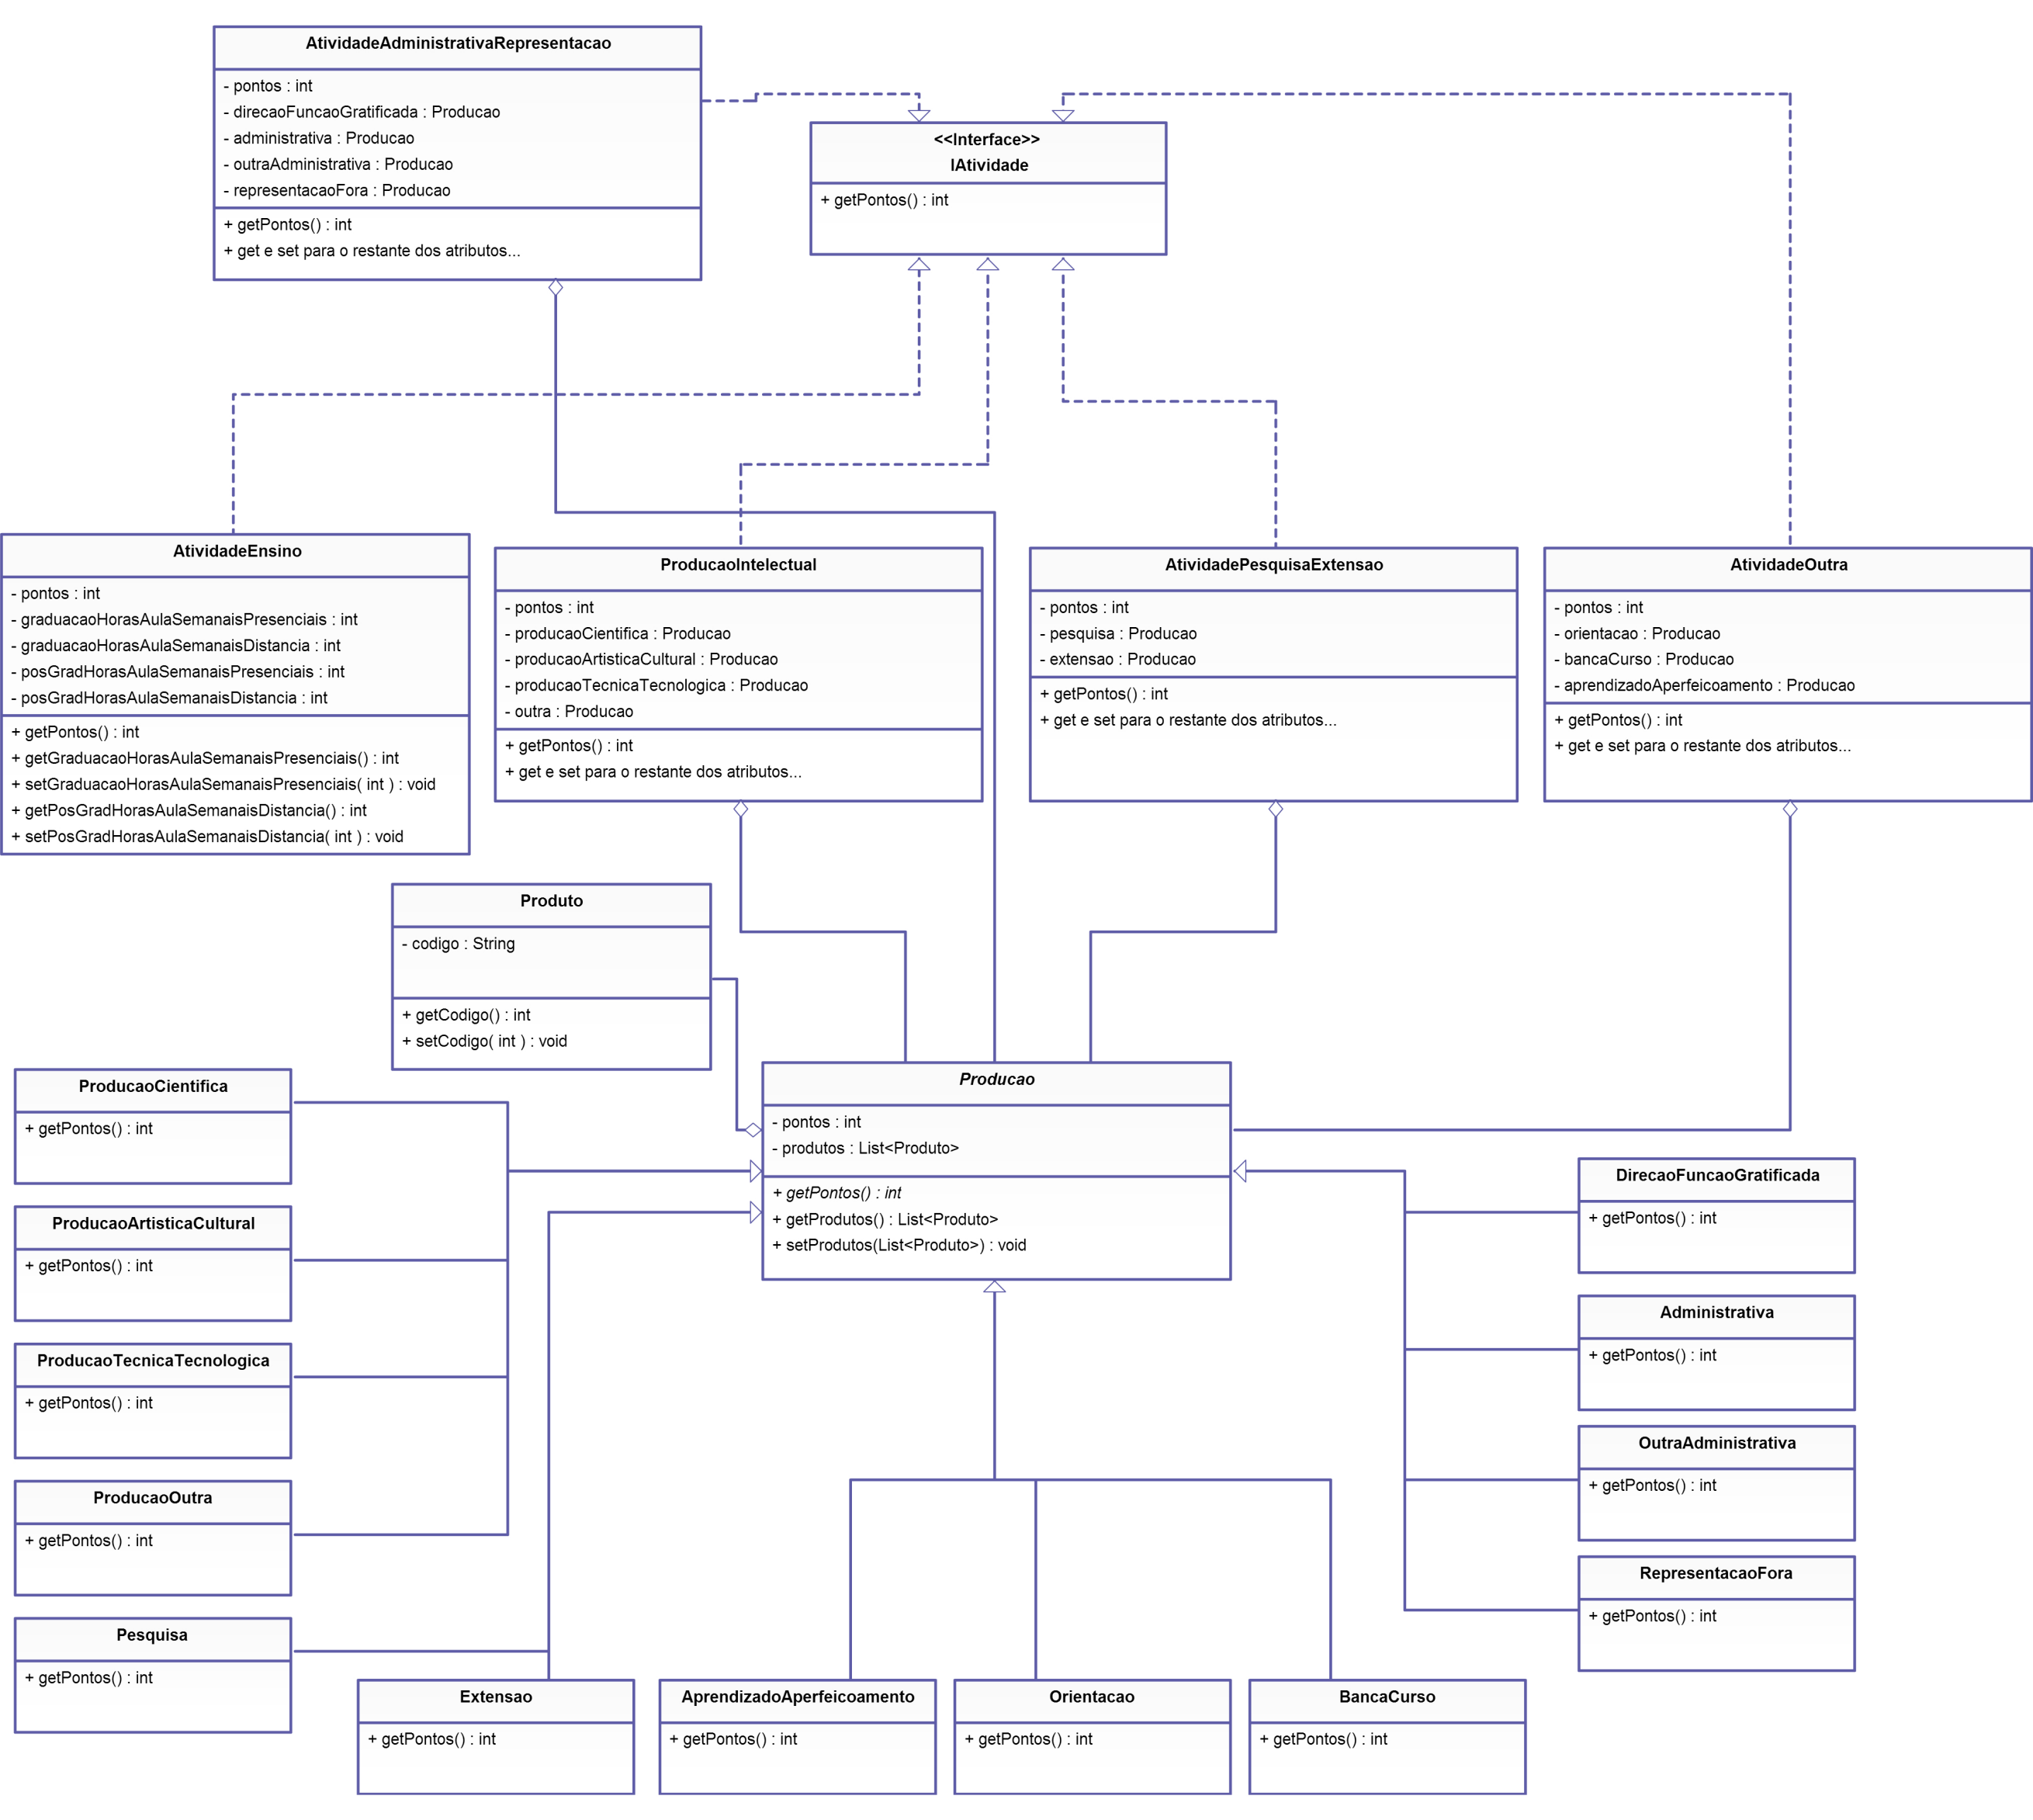 AtividadeAdministrativaRepresentacao
- pontos : int
- direcaoFuncaoGratificada : Producao
- administrativa : Producao
- outraAdministrativa : Producao
- representacaoFora : Producao
+ getPontos() : int
+ get e set para o restante dos atributos...
<<Interface>>
IAtividade
+ getPontos() : int
AtividadeEnsino
- pontos : int
- graduacaoHorasAulaSemanaisPresenciais : int
- graduacaoHorasAulaSemanaisDistancia : int
- posGradHorasAulaSemanaisPresenciais : int
- posGradHorasAulaSemanaisDistancia : int
+ getPontos() : int
+ getGraduacaoHorasAulaSemanaisPresenciais() : int
+ setGraduacaoHorasAulaSemanaisPresenciais( int ) : void
+ getPosGradHorasAulaSemanaisDistancia() : int
+ setPosGradHorasAulaSemanaisDistancia( int ) : void
ProducaoIntelectual
- pontos : int
- producaoCientifica : Producao
- producaoArtisticaCultural : Producao
- producaoTecnicaTecnologica : Producao
- outra : Producao
+ getPontos() : int
+ get e set para o restante dos atributos...
AtividadePesquisaExtensao
- pontos : int
- pesquisa : Producao
- extensao : Producao
+ getPontos() : int
+ get e set para o restante dos atributos...
AtividadeOutra
- pontos : int
- orientacao : Producao
- bancaCurso : Producao
- aprendizadoAperfeicoamento : Producao
+ getPontos() : int
+ get e set para o restante dos atributos...
Produto
- codigo : String
+ getCodigo() : int
+ setCodigo( int ) : void
Producao
- pontos : int
- produtos : List<Produto>
+ getPontos() : int
+ getProdutos() : List<Produto>
+ setProdutos(List<Produto>) : void
ProducaoCientifica
+ getPontos() : int
ProducaoArtisticaCultural
+ getPontos() : int
ProducaoTecnicaTecnologica
+ getPontos() : int
ProducaoOutra
+ getPontos() : int
Pesquisa
+ getPontos() : int
DirecaoFuncaoGratificada
+ getPontos() : int
Administrativa
+ getPontos() : int
OutraAdministrativa
+ getPontos() : int
RepresentacaoFora
+ getPontos() : int
Extensao
+ getPontos() : int
AprendizadoAperfeicoamento
+ getPontos() : int
Orientacao
+ getPontos() : int
BancaCurso
+ getPontos() : int